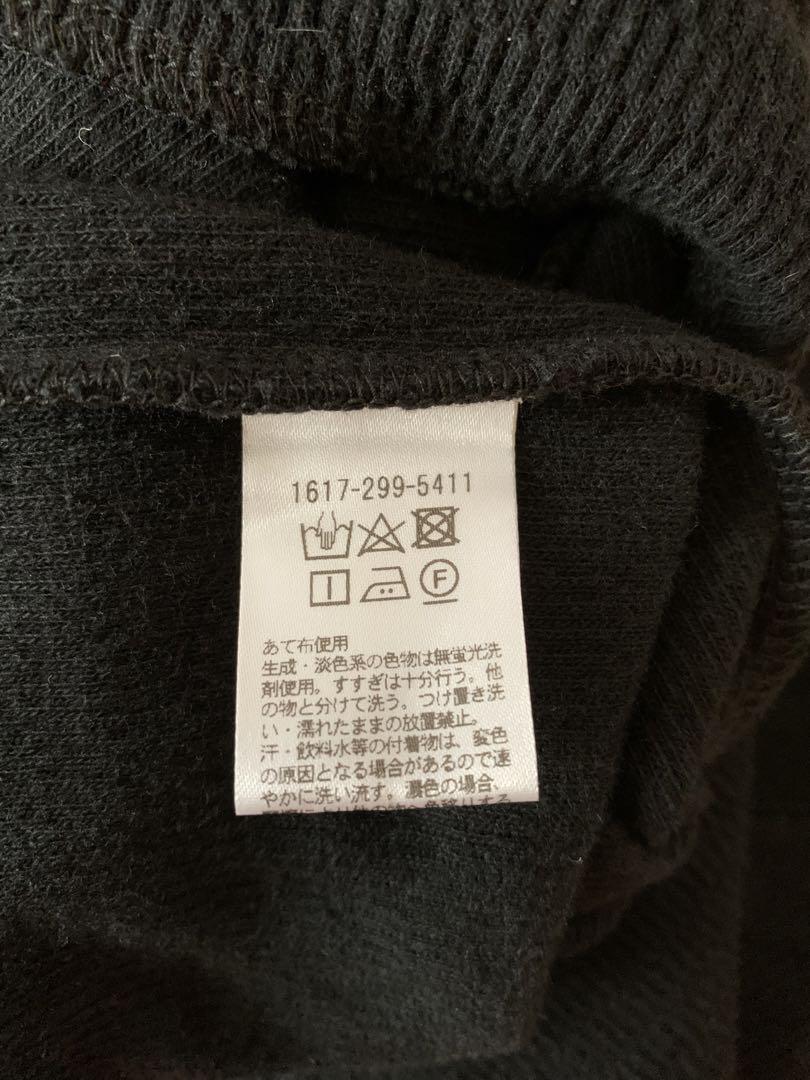 1617-299-5411
F
あて布使用
生成・淡色系の色物は無蛍光洗
剤使用。すすぎは十分行う。他
の物と分けて洗う。つけ置き洗
い・濡れたままの放置禁止。
汗・飲料水等の付着物は、変色
の原因となる場合があるので速
やかに洗い流す。濃色の場合、